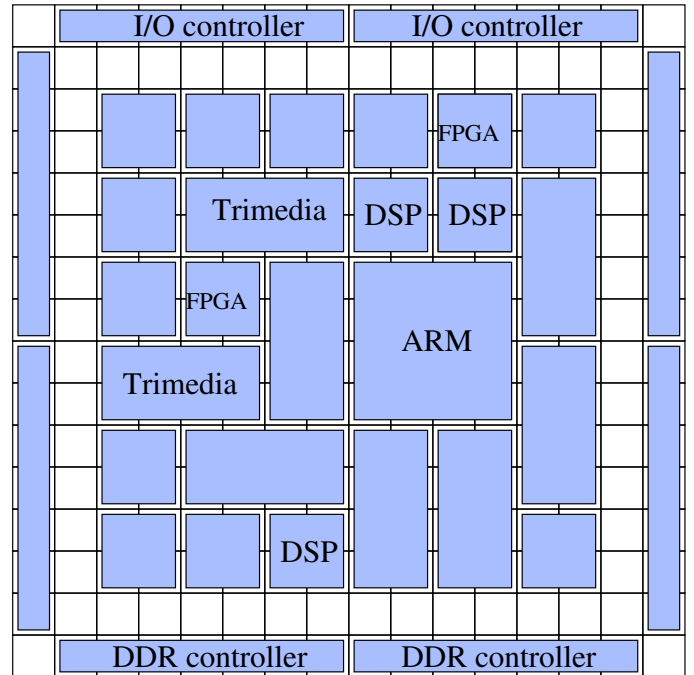 I/O controller
I/O controller
FPGA
Trimedia
DSP
DSP
FPGA
ARM
Trimedia
DSP
DDR controller
DDR controller